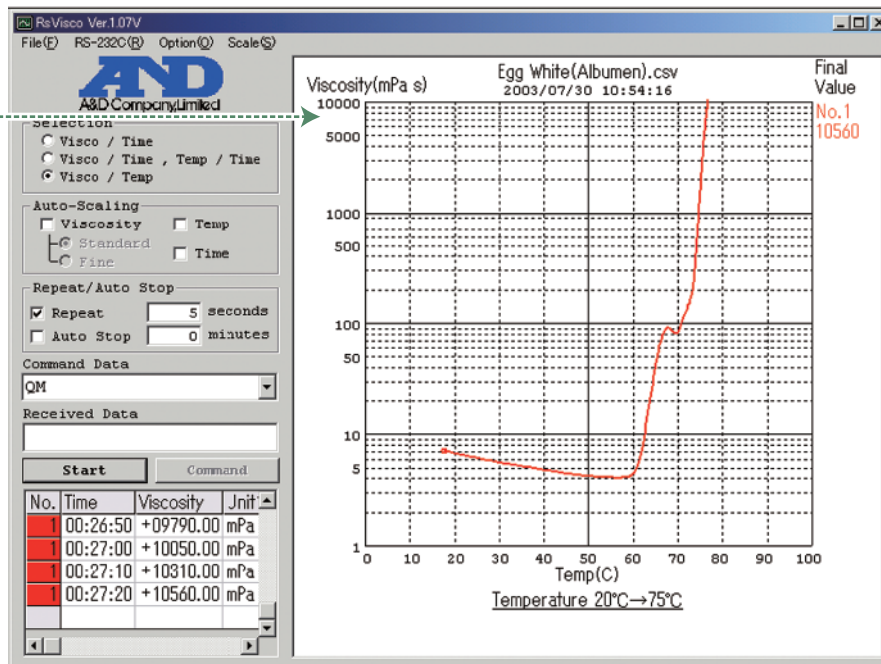 RsVisco Ver.1.07V
File(F) RS-232C(R) Option(O) Scale(S)
AND
A&D Company,Limited
Selection
Visco / Time
Visco / Time , Temp / Time
Visco / Temp
Auto-Scaling
Viscosity Temp
Standard
Fine
Time
Repeat/Auto Stop
Repeat 5 seconds
Auto Stop 0 minutes
Command Data
QM
Received Data
Start Command
No. Time Viscosity Unit
1 00:26:50 +09790.00 mPa
1 00:27:00 +10050.00 mPa
1 00:27:10 +10310.00 mPa
1 00:27:20 +10560.00 mPa
Viscosity(mPa s)
Egg White(Albumen).csv
2003/07/30 10:54:16
Final
Value
No.1
10560
10000
5000
1000
500
100
50
10
5
1
0 10 20 30 40 50 60 70 80 90 100
Temp(C)
Temperature 20℃→75℃